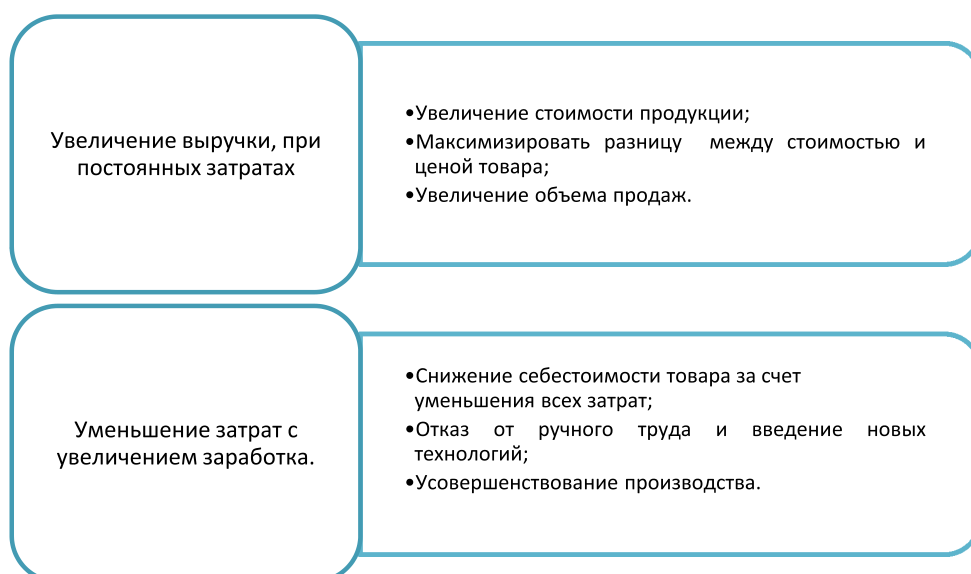 Увеличение выручки, при
постоянных затратах
•Увеличение стоимости продукции;
•Максимизировать разницу между стоимостью и
ценой товара;
•Увеличение объема продаж.
Уменьшение затрат с
увеличением заработка.
•Снижение себестоимости товара за счет
уменьшения всех затрат;
•Отказ от ручного труда и введение новых
технологий;
•Усовершенствование производства.